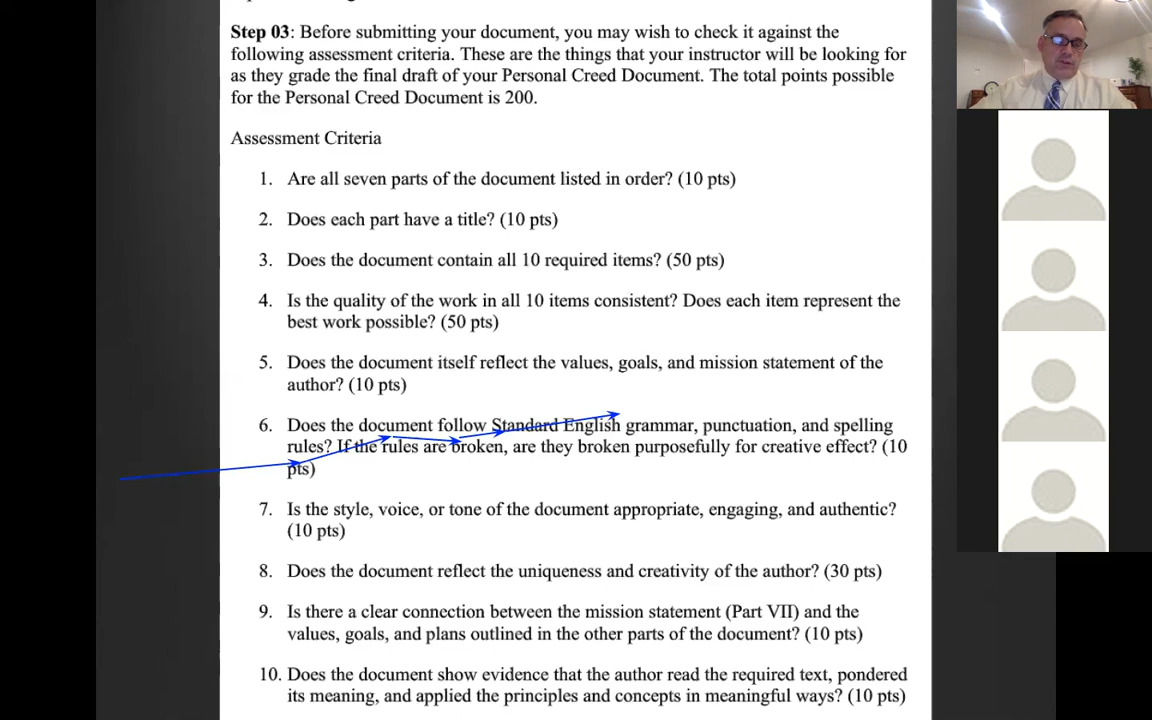 Step 03: Before submitting your document, you may wish to check it against the
following assessment criteria. These are the things that your instructor will be looking for
as they grade the final draft of your Personal Creed Document. The total points possible
for the Personal Creed Document is 200.
Assessment Criteria
1. Are all seven parts of the document listed in order? (10 pts)
2. Does each part have a title? (10 pts)
3. Does the document contain all 10 required items? (50 pts)
4. Is the quality of the work in all 10 items consistent? Does each item represent the
best work possible? (50 pts)
5. Does the document itself reflect the values, goals, and mission statement of the
author? (10 pts)
6. Does the document follow Standard English grammar, punctuation, and spelling
rules? If the rules are broken, are they broken purposefully for creative effect? (10
pts)
7. Is the style, voice, or tone of the document appropriate, engaging, and authentic?
(10 pts)
8. Does the document reflect the uniqueness and creativity of the author? (30 pts)
9. Is there a clear connection between the mission statement (Part VII) and the
values, goals, and plans outlined in the other parts of the document? (10 pts)
10. Does the document show evidence that the author read the required text, pondered
its meaning, and applied the principles and concepts in meaningful ways? (10 pts)